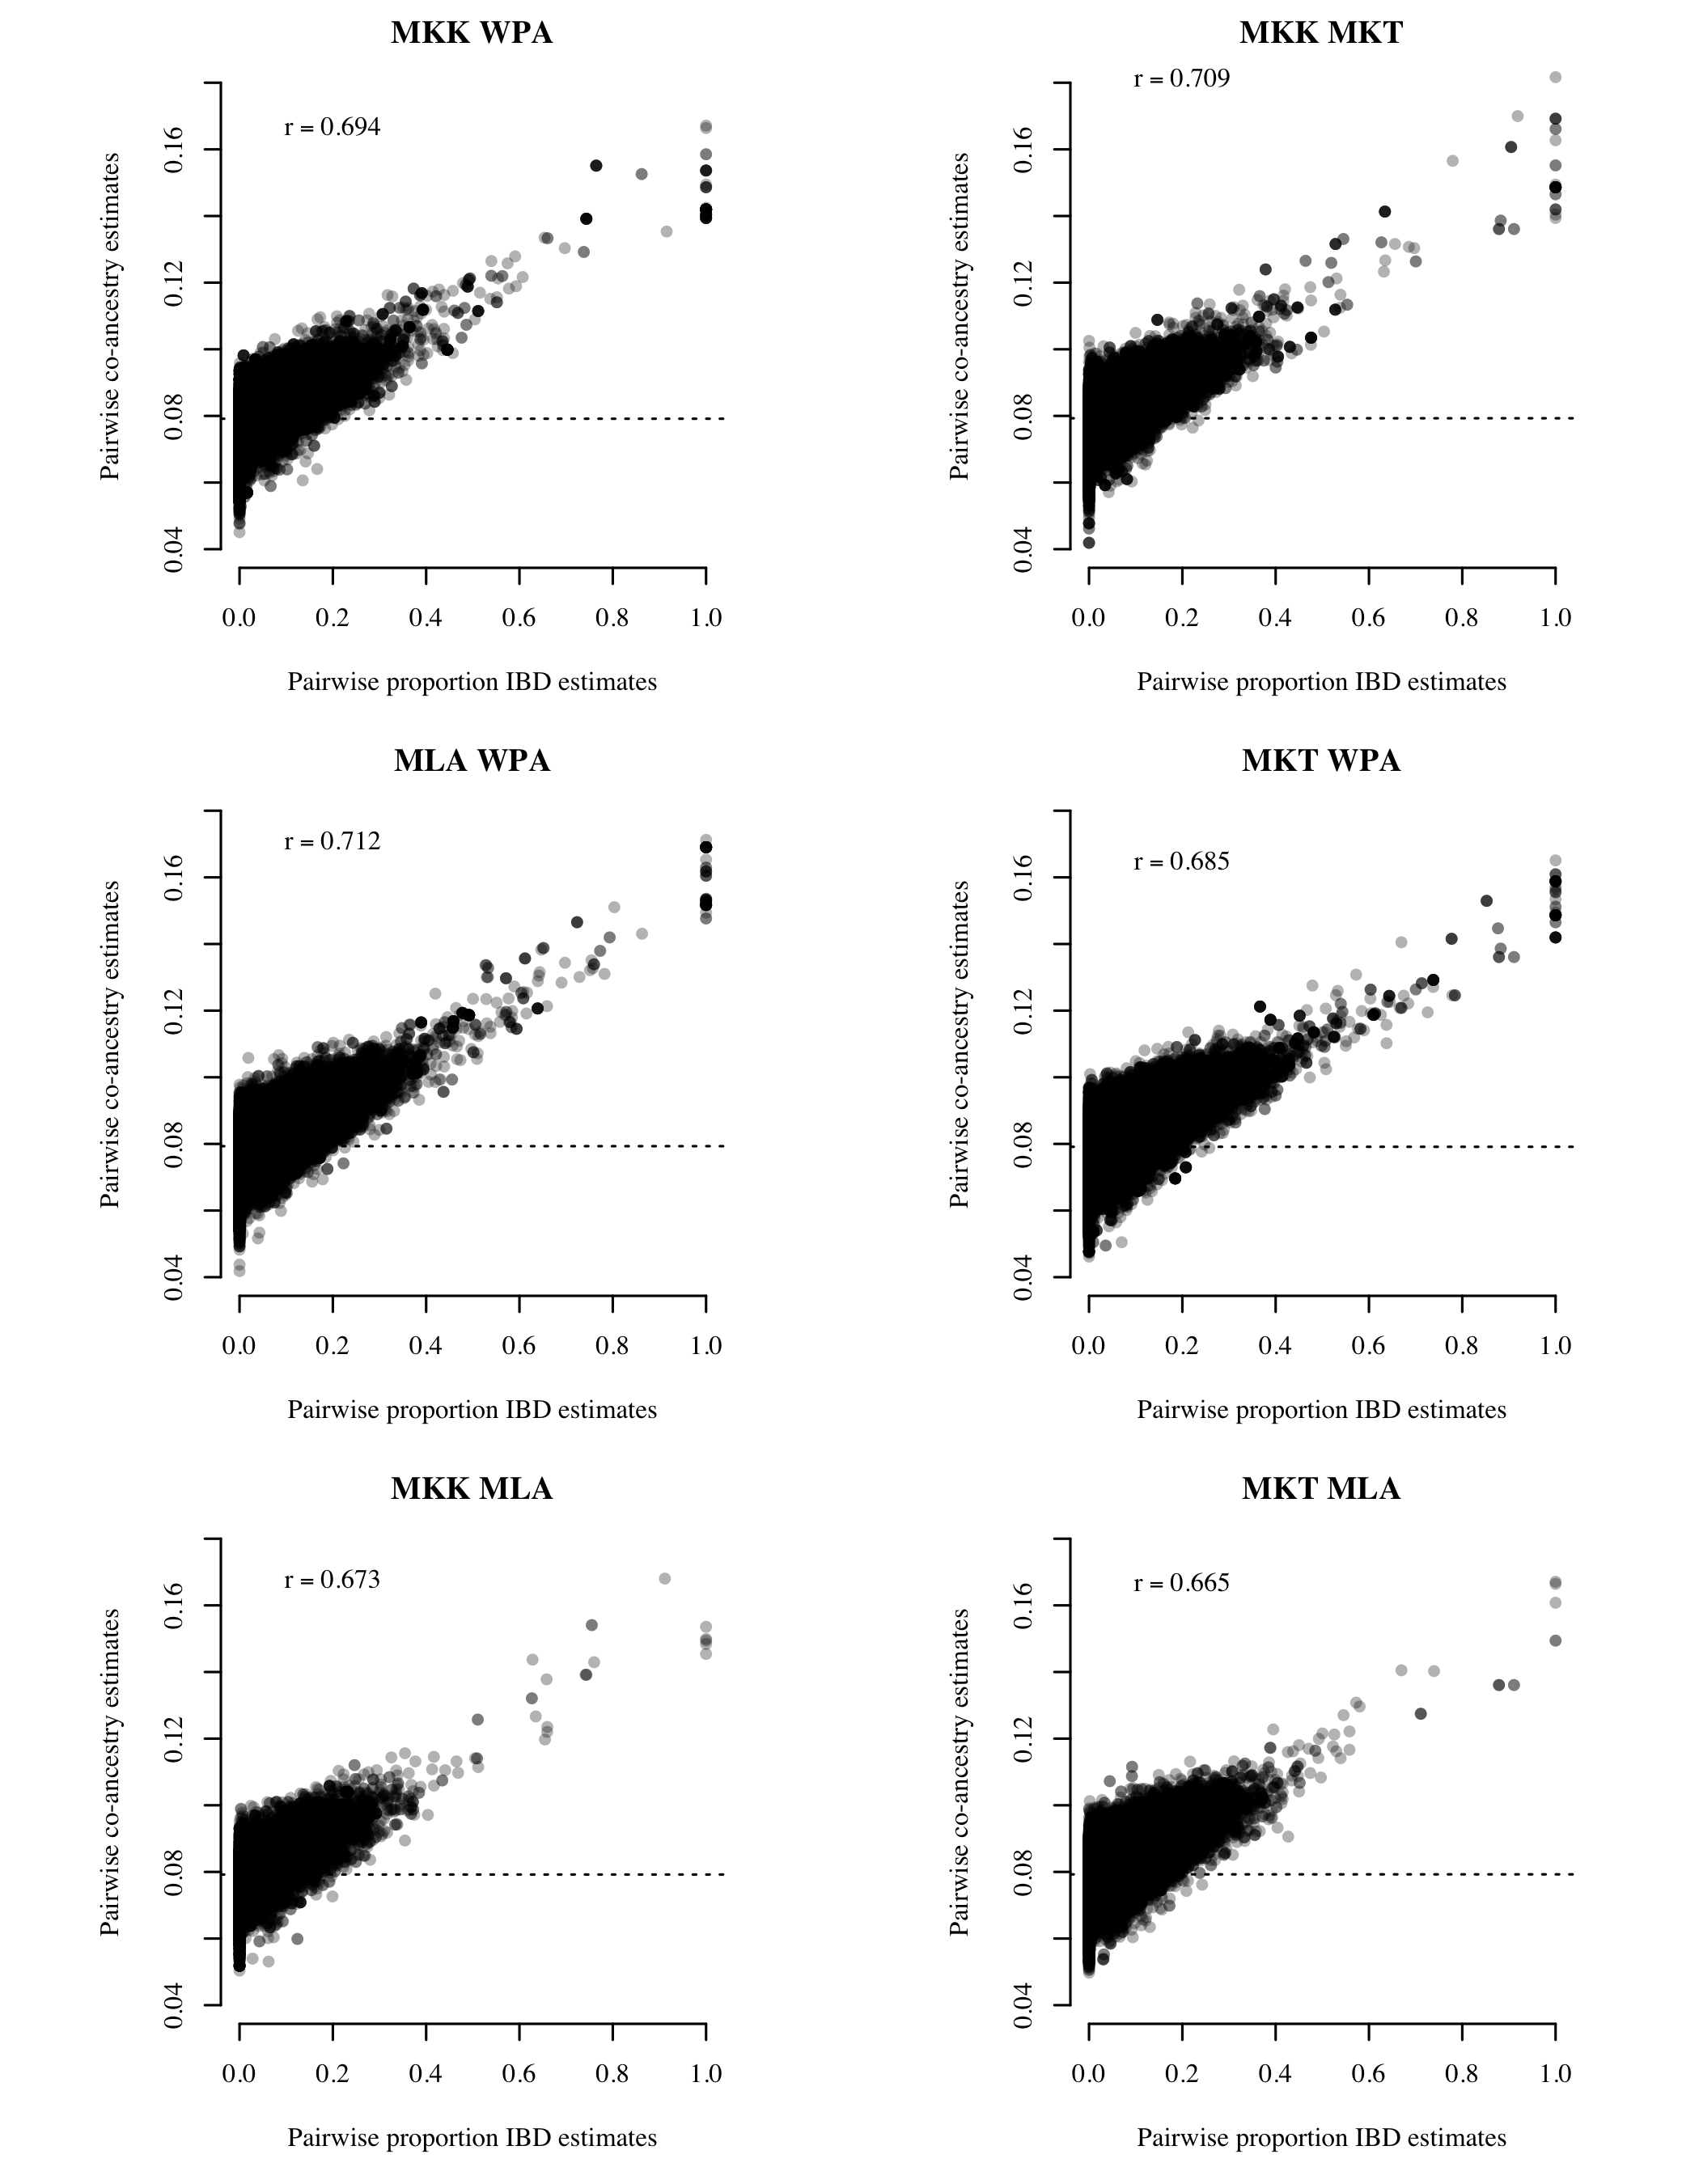 MKK WPA
r = 0.694
Pairwise co-ancestry estimates
0.04 0.08 0.12 0.16
0.0 0.2 0.4 0.6 0.8 1.0
Pairwise proportion IBD estimates
MKK MKT
r = 0.709
Pairwise co-ancestry estimates
0.04 0.08 0.12 0.16
0.0 0.2 0.4 0.6 0.8 1.0
Pairwise proportion IBD estimates
MLA WPA
r = 0.712
Pairwise co-ancestry estimates
0.04 0.08 0.12 0.16
0.0 0.2 0.4 0.6 0.8 1.0
Pairwise proportion IBD estimates
MKT WPA
r = 0.685
Pairwise co-ancestry estimates
0.04 0.08 0.12 0.16
0.0 0.2 0.4 0.6 0.8 1.0
Pairwise proportion IBD estimates
MKK MLA
r = 0.673
Pairwise co-ancestry estimates
0.04 0.08 0.12 0.16
0.0 0.2 0.4 0.6 0.8 1.0
Pairwise proportion IBD estimates
MKT MLA
r = 0.665
Pairwise co-ancestry estimates
0.04 0.08 0.12 0.16
0.0 0.2 0.4 0.6 0.8 1.0
Pairwise proportion IBD estimates